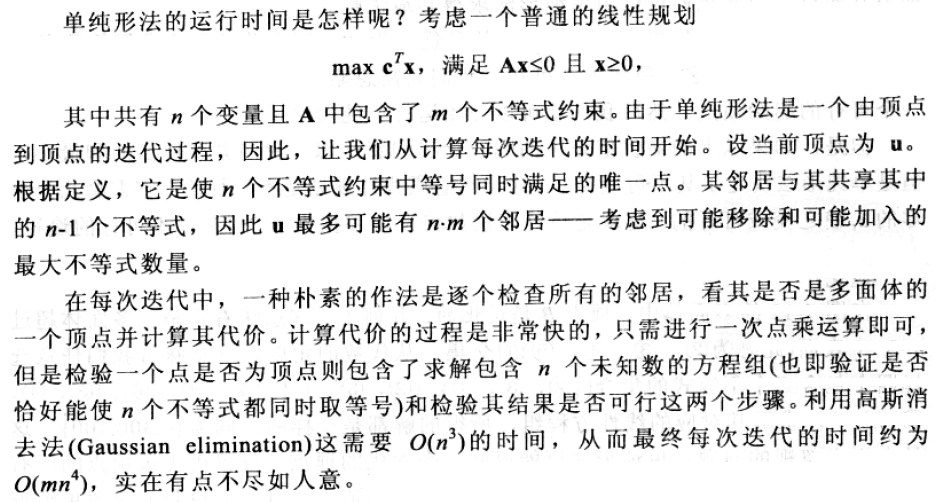 单纯形法的运行时间是怎样呢？考虑一个普通的线性规划
max cᵀx，满足 Ax≤0 且 x≥0，
其中共有 n 个变量且 A 中包含了 m 个不等式约束。由于单纯形法是一个由顶点
到顶点的迭代过程，因此，让我们从计算每次迭代的时间开始。设当前顶点为 u。
根据定义，它是使 n 个不等式约束中等号同时满足的唯一点。其邻居与其共享其中
的 n-1 个不等式，因此 u 最多可能有 n·m 个邻居——考虑到可能移除和可能加入的
最大不等式数量。
在每次迭代中，一种朴素的作法是逐个检查所有的邻居，看其是否是多面体的
一个顶点并计算其代价。计算代价的过程是非常快的，只需进行一次点乘运算即可，
但是检验一个点是否为顶点则包含了求解包含 n 个未知数的方程组(也即验证是否
恰好能使 n 个不等式都同时取等号)和检验其结果是否可行这两个步骤。利用高斯消
去法(Gaussian elimination)这需要 O(n³)的时间，从而最终每次迭代的时间约为
O(mn⁴)，实在有点不尽如人意。